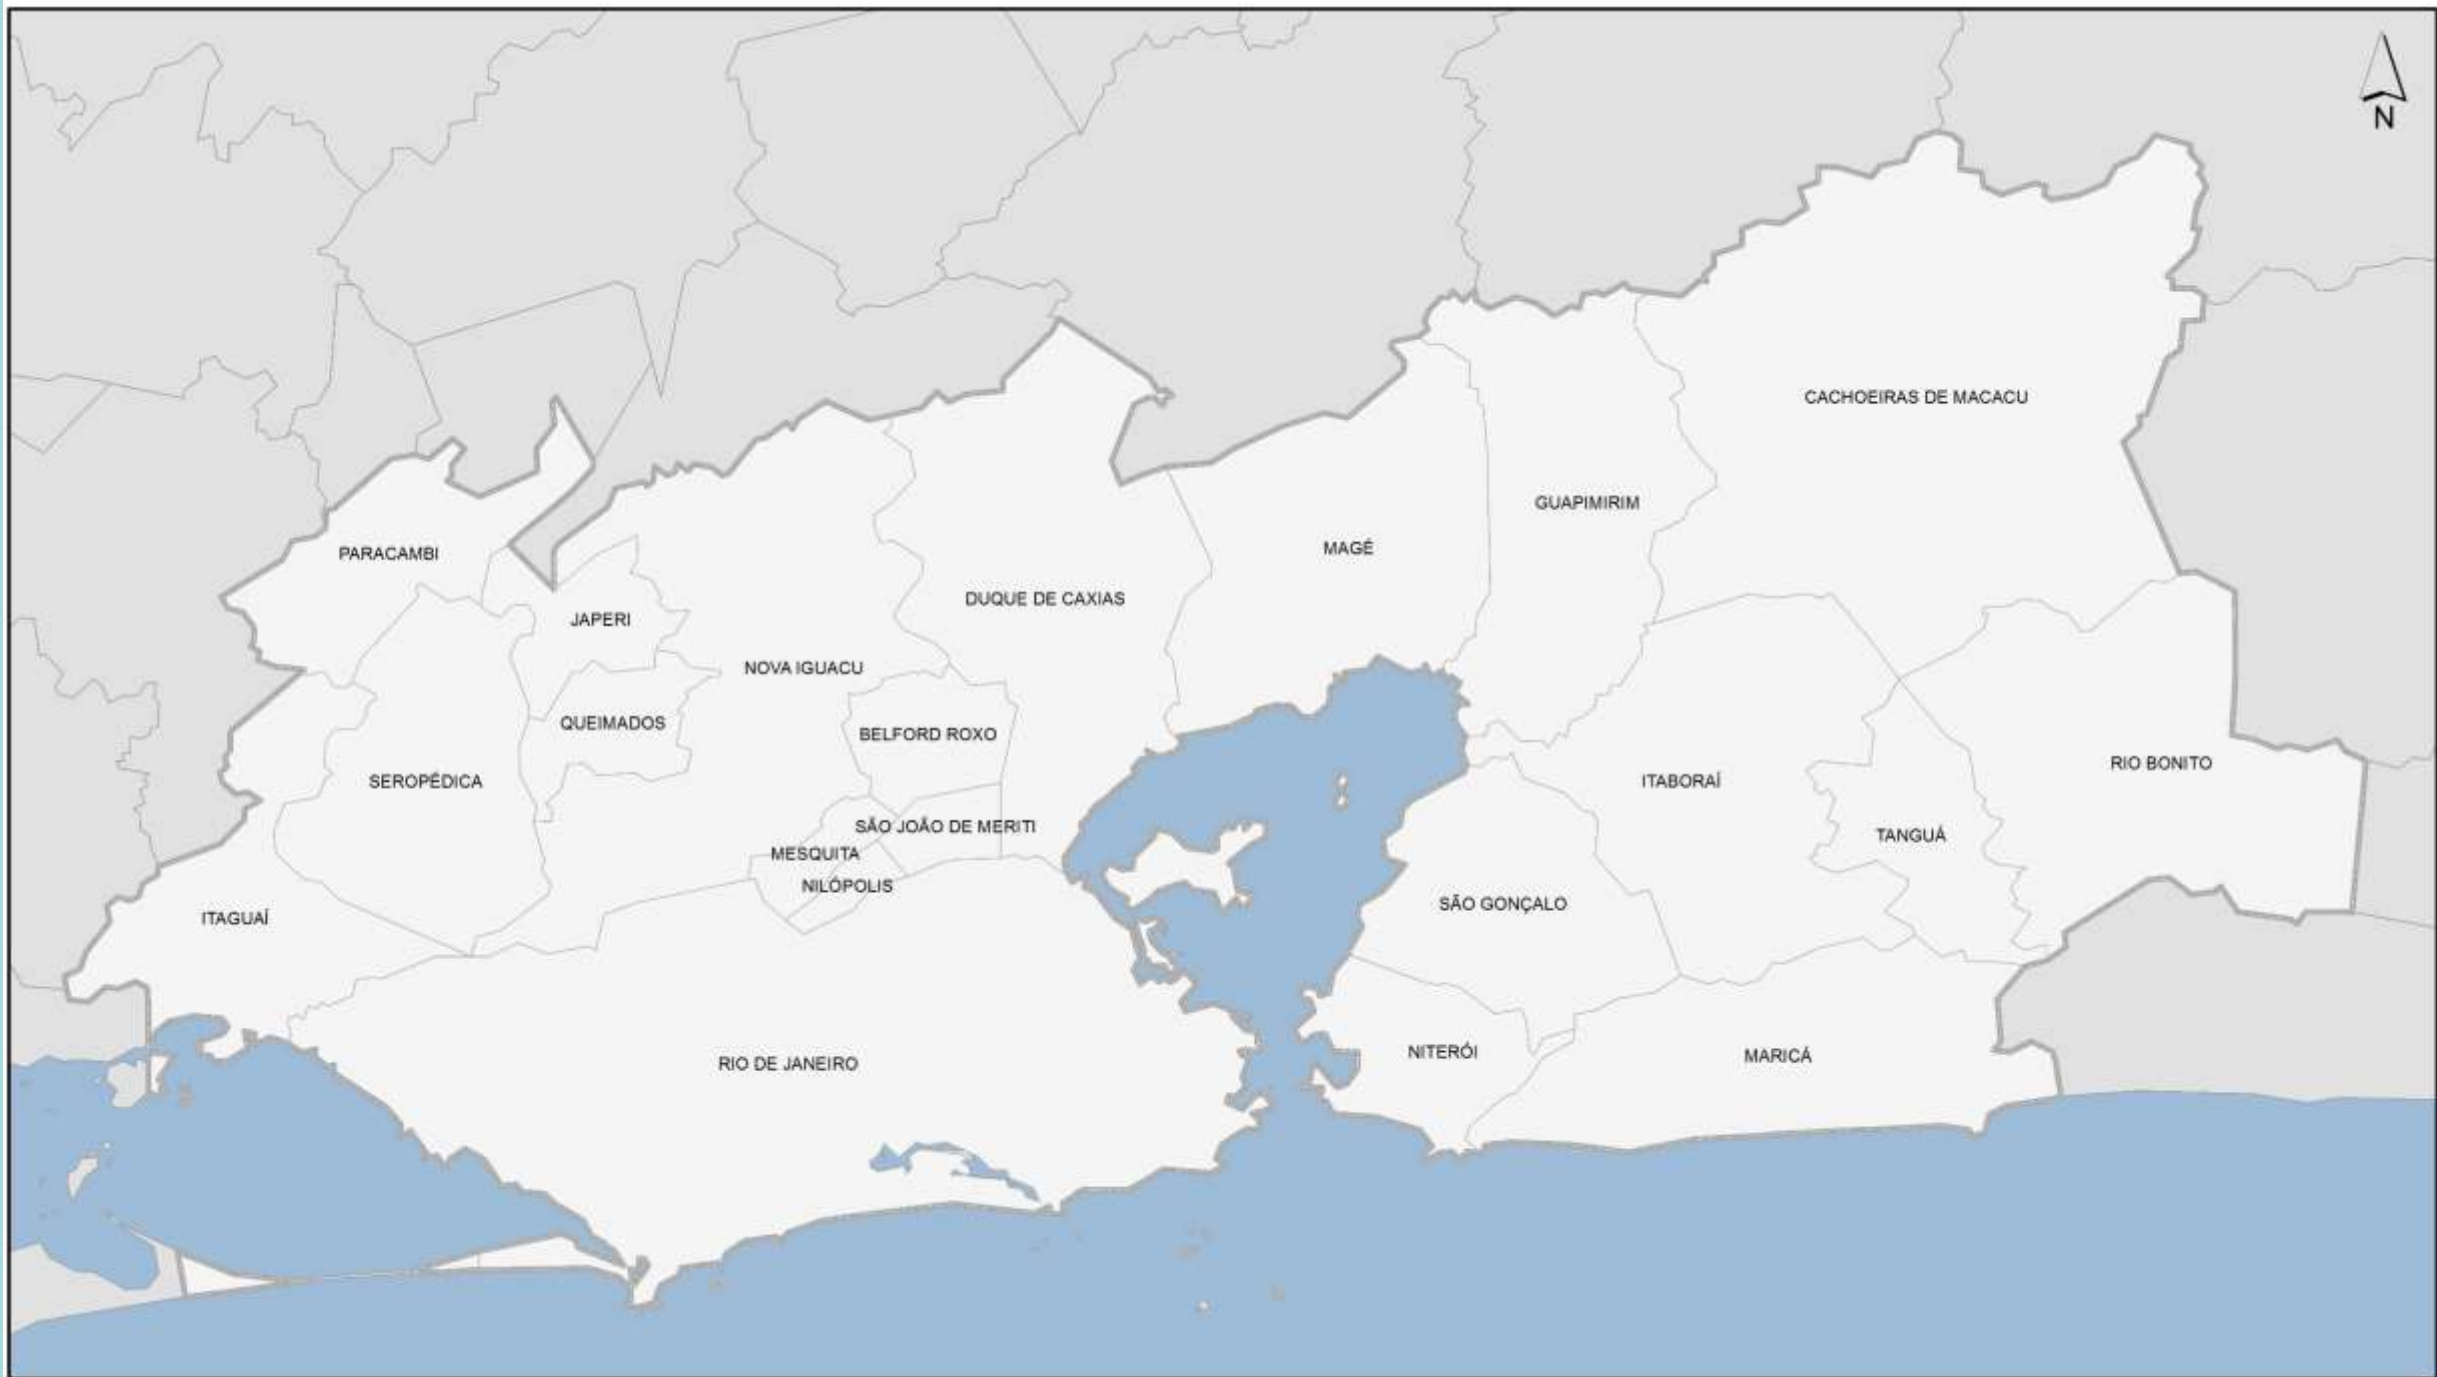 N
CACHOEIRAS DE MACACU
GUAPIMIRIM
MAGÉ
PARACAMBI
DUQUE DE CAXIAS
JAPERI
NOVA IGUACU
QUEIMADOS
BELFORD ROXO
RIO BONITO
SEROPÉDICA
ITABORAÍ
SÃO JOÃO DE MERITI
TANGUÁ
MESQUITA
NILÓPOLIS
SÃO GONÇALO
ITAGUAÍ
NITERÓI
MARICÁ
RIO DE JANEIRO